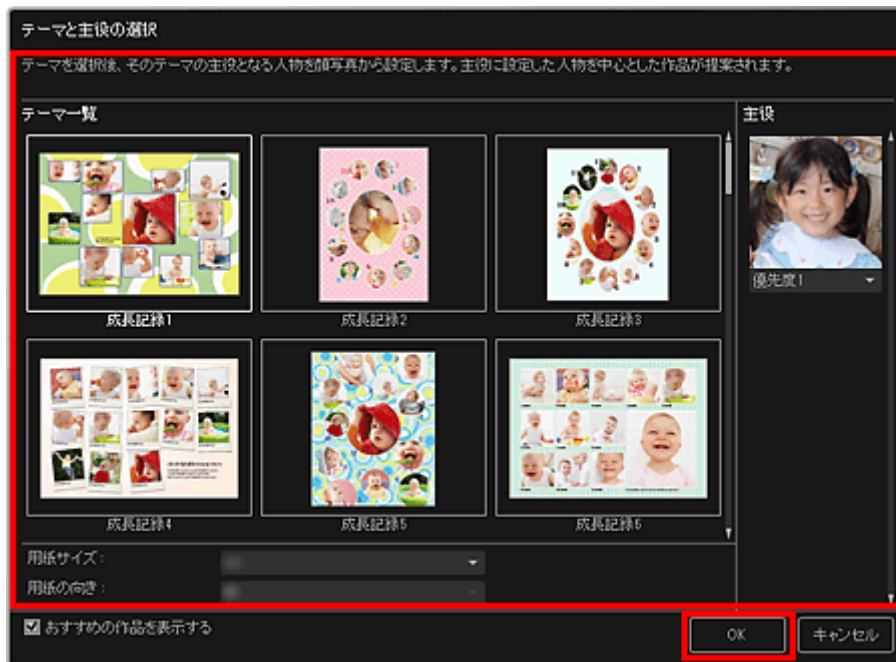 テーマと主役の選択
テーマを選択後、そのテーマの主役となる人物を顔写真から設定します。主役に設定した人物を中心とした作品が提案されます。
テーマ一覧
主役
優先度1
成長記録1
成長記録2
成長記録3
成長記録4
成長記録5
成長記録6
用紙サイズ：
用紙の向き：
おすすめの作品を表示する
OK
キャンセル